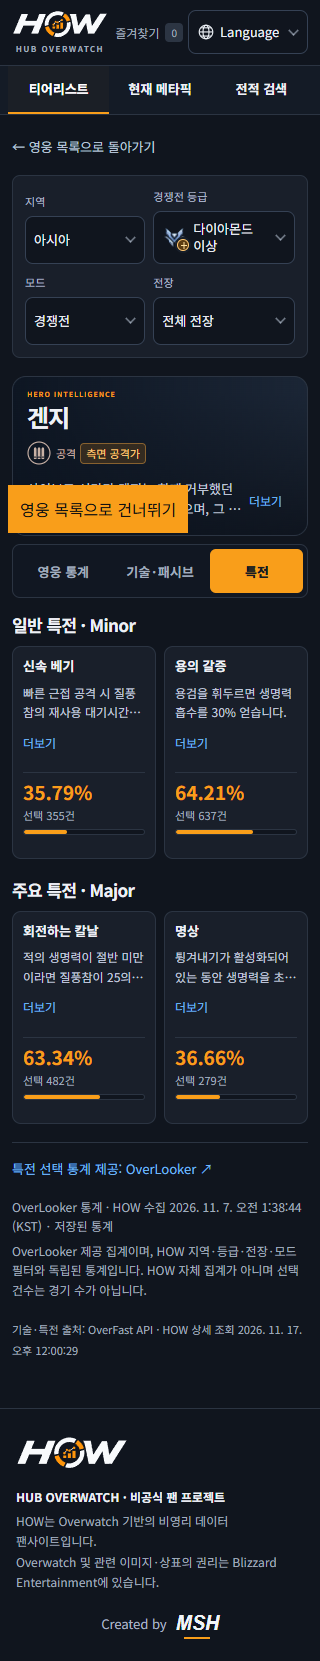 HOW
HUB OVERWATCH
즐겨찾기 0
Language
티어리스트 현재 메타픽 전적 검색
← 영웅 목록으로 돌아가기
지역 경쟁전 등급
아시아 다이아몬드 이상
모드 전장
경쟁전 전체 전장
HERO INTELLIGENCE
겐지
공격 측면 공격가
거부했던
영웅 목록으로 건너뛰기
으며, 그 … 더보기
영웅 통계 기술·패시브 특전
일반 특전 · Minor
신속 베기
빠른 근접 공격 시 질풍
참의 재사용 대기시간…
더보기
35.79%
선택 355건
용의 갈증
용검을 휘두르면 생명력
흡수를 30% 얻습니다.
더보기
64.21%
선택 637건
주요 특전 · Major
회전하는 칼날
적의 생명력이 절반 미만
이라면 질풍참이 25의…
더보기
63.34%
선택 482건
명상
튕겨내기가 활성화되어
있는 동안 생명력을 초…
더보기
36.66%
선택 279건
특전 선택 통계 제공: OverLooker ↗
OverLooker 통계 · HOW 수집 2026. 11. 7. 오전 1:38:44
(KST) · 저장된 통계
OverLooker 제공 집계이며, HOW 지역·등급·전장·모드
필터와 독립된 통계입니다. HOW 자체 집계가 아니며 선택
건수는 경기 수가 아닙니다.
기술·특전 출처: OverFast API · HOW 상세 조회 2026. 11. 17.
오후 12:00:29
HOW
HUB OVERWATCH · 비공식 팬 프로젝트
HOW는 Overwatch 기반의 비영리 데이터
팬사이트입니다.
Overwatch 및 관련 이미지·상표의 권리는 Blizzard
Entertainment에 있습니다.
Created by MSH